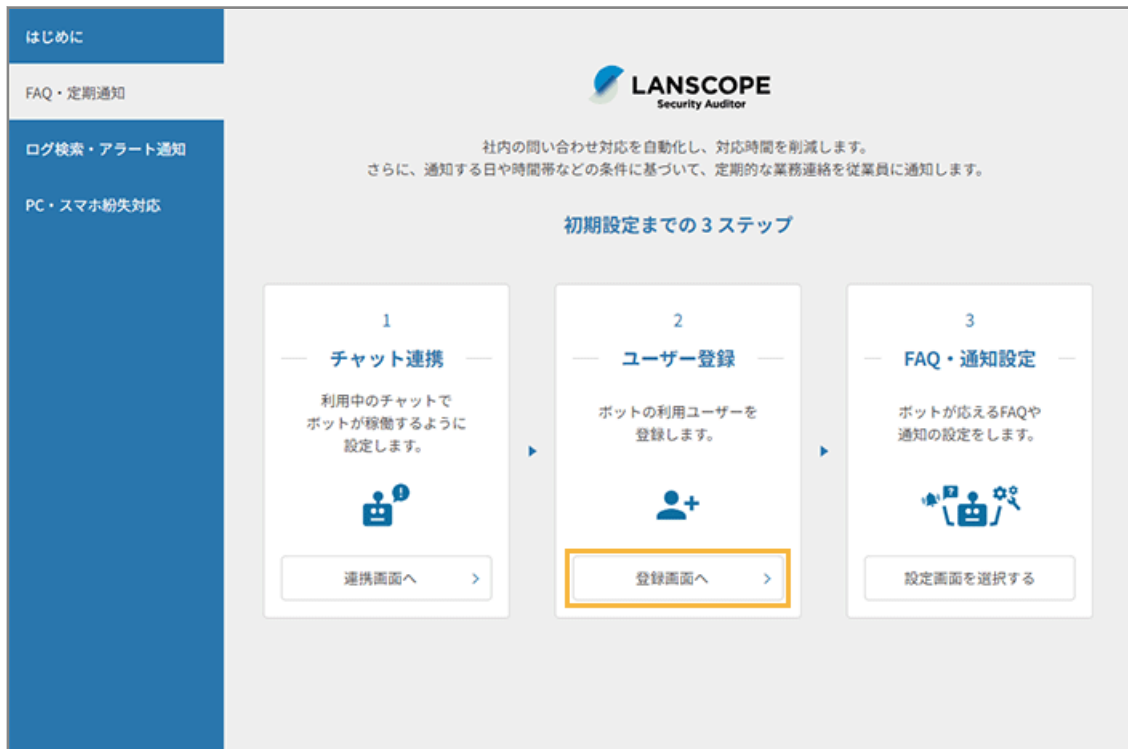 はじめに
FAQ・定期通知
ログ検索・アラート通知
PC・スマホ紛失対応
LANSCOPE
Security Auditor
社内の問い合わせ対応を自動化し、対応時間を削減します。
さらに、通知する日や時間帯などの条件に基づいて、定期的な業務連絡を従業員に通知します。
初期設定までの3ステップ
1
チャット連携
利用中のチャットで
ボットが稼働するように
設定します。
連携画面へ
2
ユーザー登録
ボットの利用ユーザーを
登録します。
登録画面へ
3
FAQ・通知設定
ボットが応えるFAQや
通知の設定をします。
設定画面を選択する